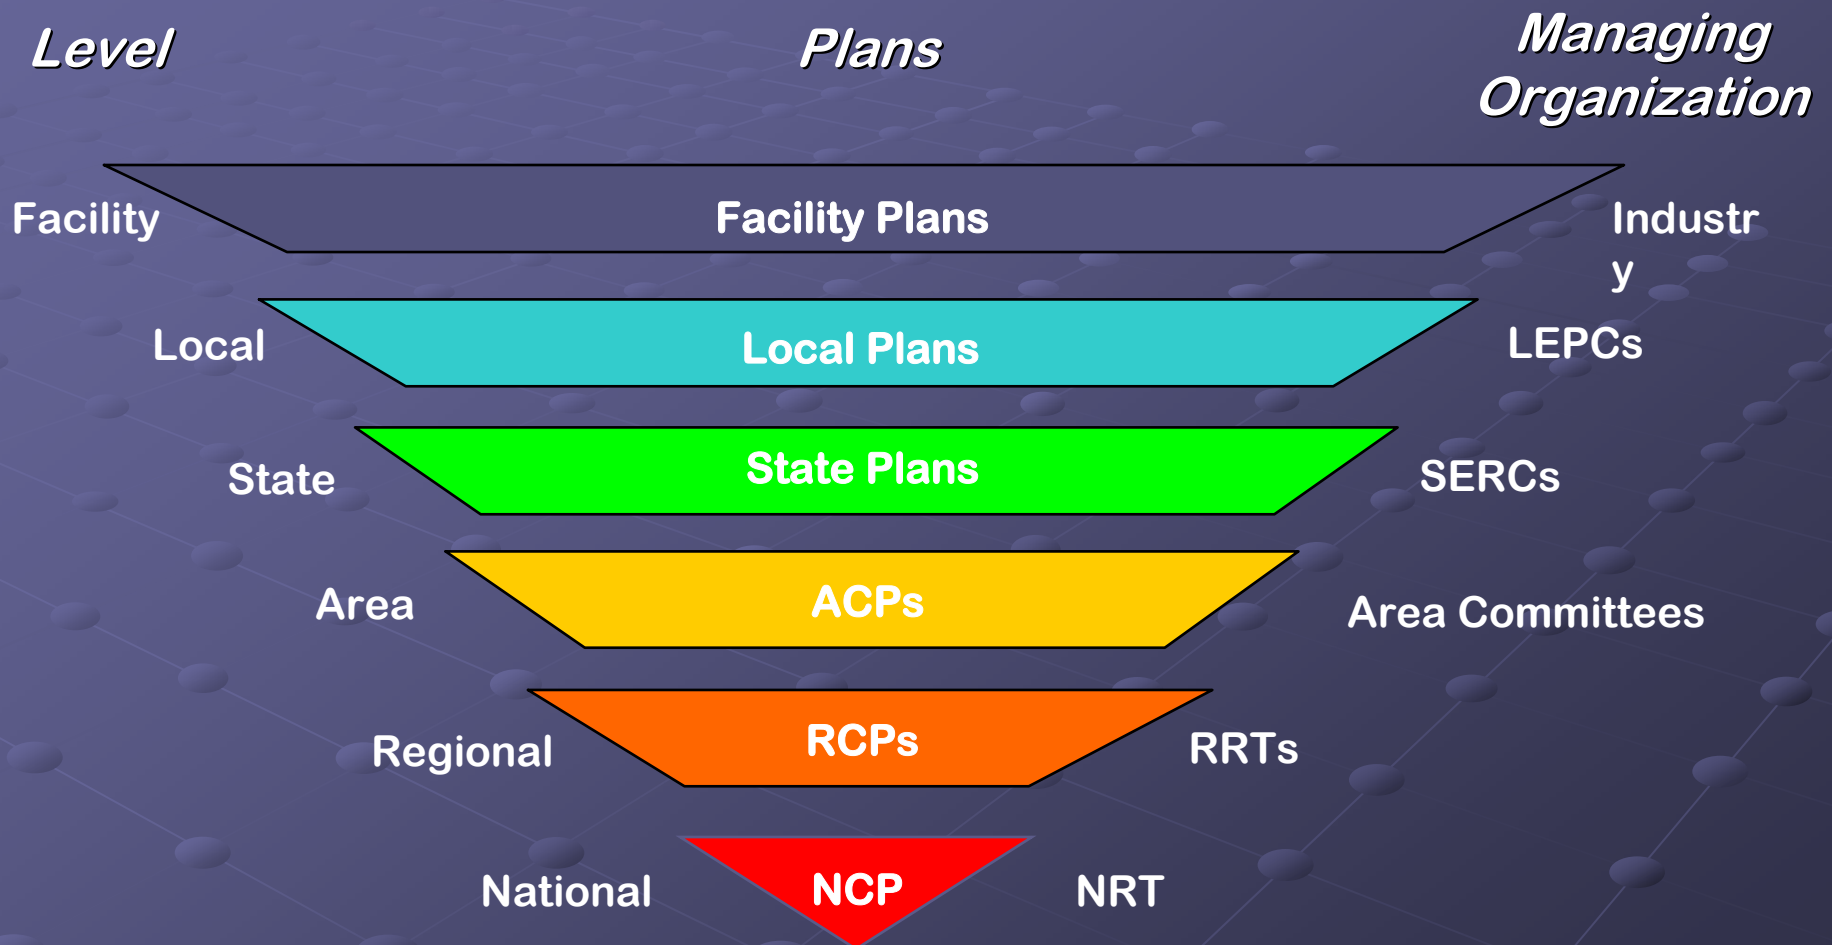 Level Plans Managing
Organization
Facility Facility Plans Industr
y
Local Local Plans LEPCs
State State Plans SERCs
Area ACPs Area Committees
Regional RCPs RRTs
National NCP NRT